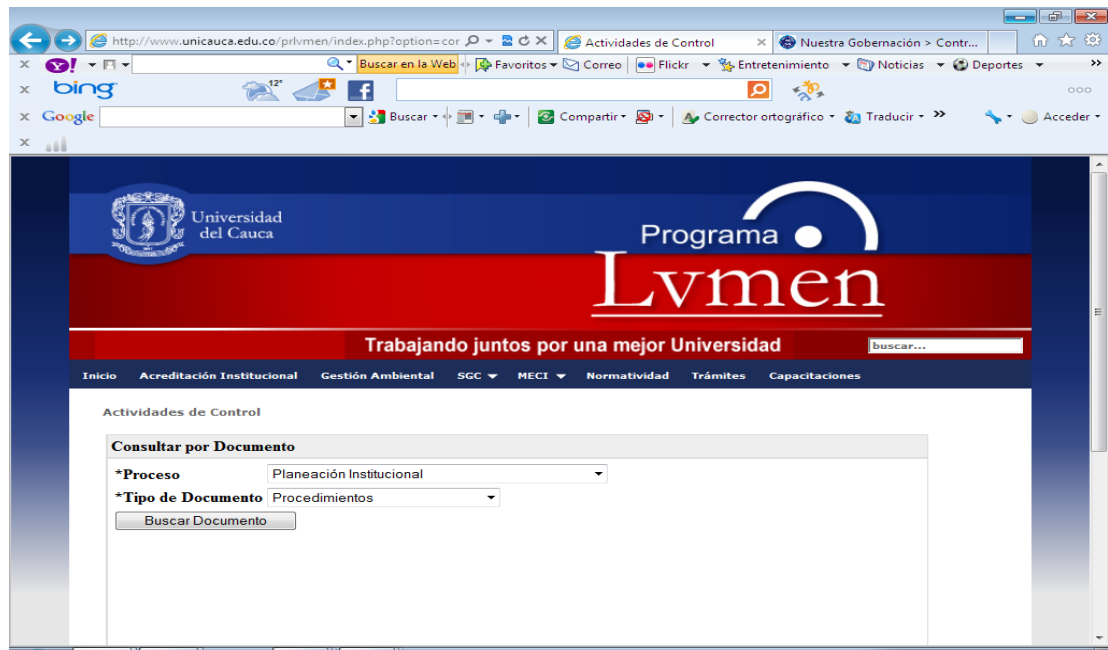 http://www.unicauca.edu.co/prlvmen/index.php?option=cor
Actividades de Control
Nuestra Gobernación > Contr...
Y!
Buscar en la Web
Favoritos
Correo
Flickr
Entretenimiento
Noticias
Deportes
bing
12°
Google
Buscar
Compartir
Corrector ortográfico
Traducir
Acceder
Universidad
del Cauca
Programa
Lvmen
Trabajando juntos por una mejor Universidad
buscar...
Inicio Acreditación Institucional Gestión Ambiental SGC MECI Normatividad Trámites Capacitaciones
Actividades de Control
Consultar por Documento
*Proceso Planeación Institucional
*Tipo de Documento Procedimientos
Buscar Documento